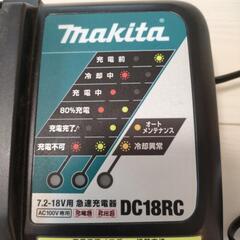 makita
充電前
冷却中
充電中
80%充電
充電完了
オート
メンテナンス
充電不可
冷却異常
7.2-18V用 急速充電器 DC18RC
AC100V専用